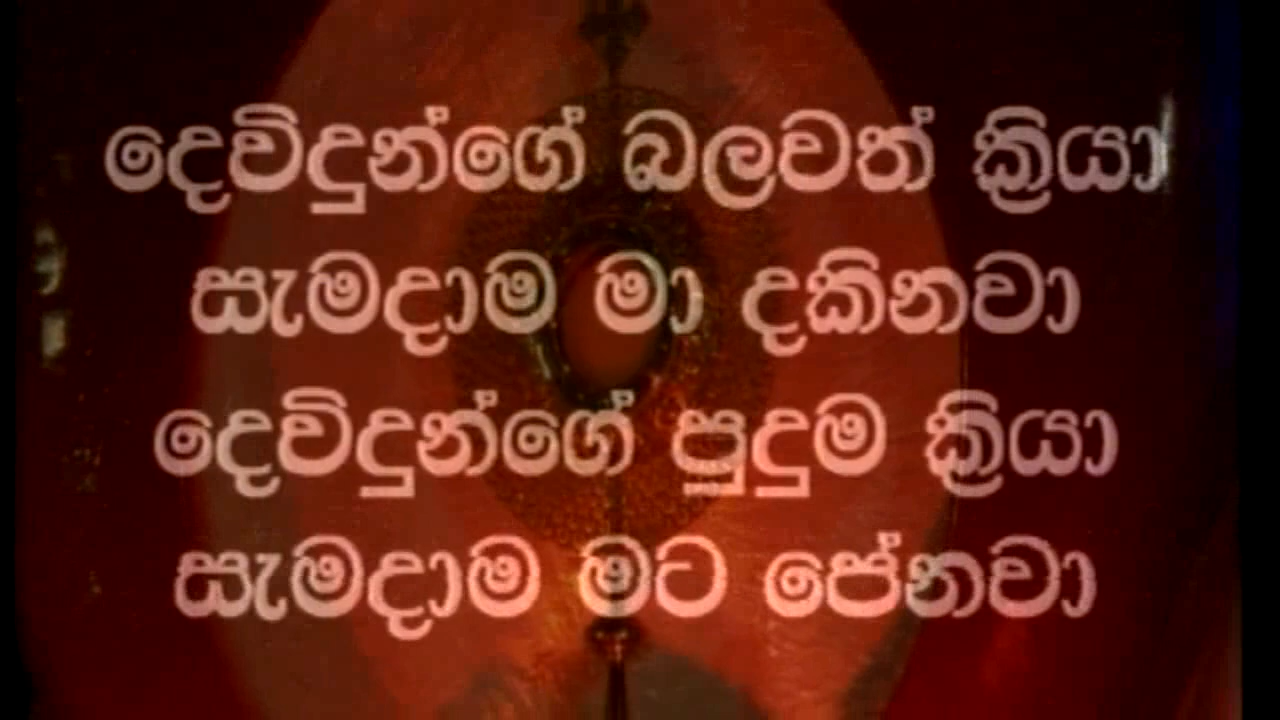 දෙවිදුන්ගේ බලවත් ක්‍රියා
සැමදාම මා දකිනවා
දෙවිදුන්ගේ පුදුම ක්‍රියා
සැමදාම මට පේනවා